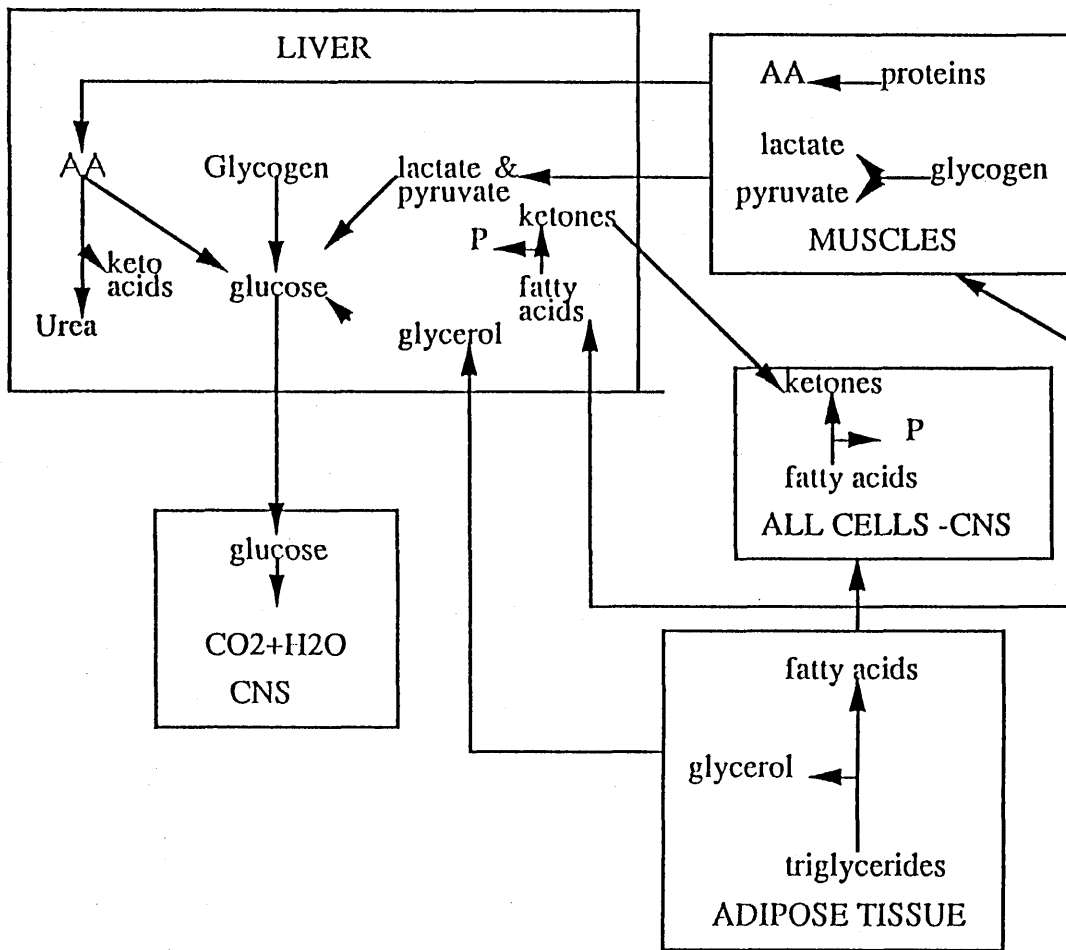 LIVER
AA
Glycogen
lactate &
pyruvate
ketones
P
keto
acids
glucose
fatty
acids
Urea
glycerol
AA
proteins
lactate
pyruvate
glycogen
MUSCLES
ketones
P
fatty acids
ALL CELLS -CNS
glucose
CO2+H2O
CNS
fatty acids
glycerol
triglycerides
ADIPOSE TISSUE